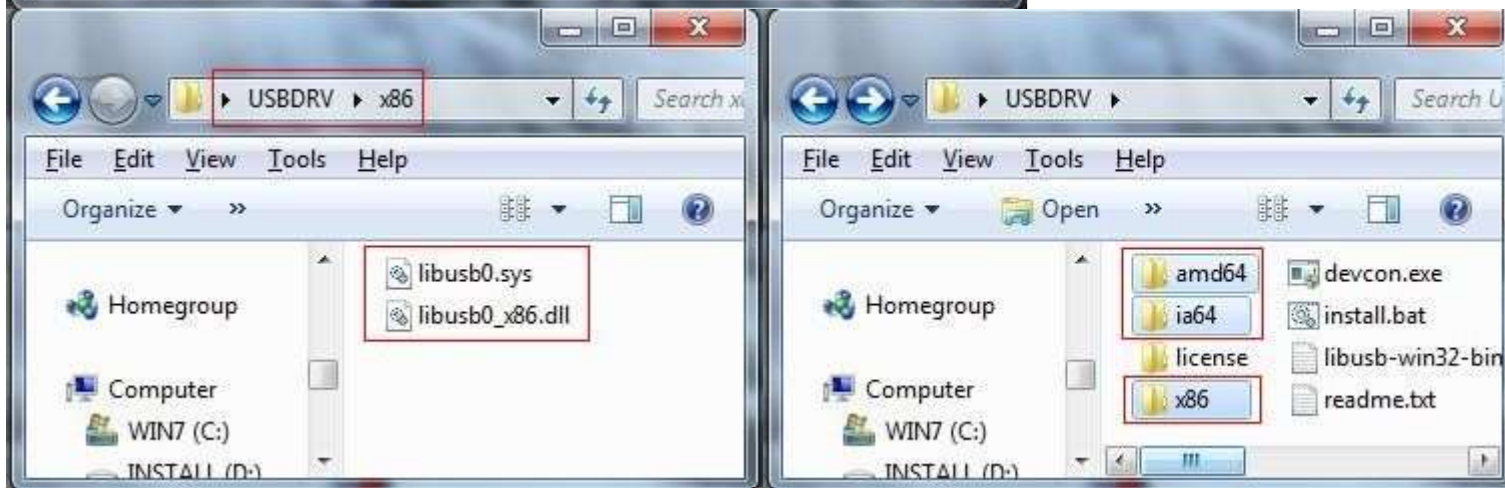 USBDRV x86
Search
File Edit View Tools Help
Organize »
libusb0.sys
libusb0_x86.dll
Homegroup
Computer
WIN7 (C:)
INSTALL (D:)
USBDRV
Search U
File Edit View Tools Help
Organize Open »
amd64
ia64
license
x86
devcon.exe
install.bat
libusb-win32-bin
readme.txt
Homegroup
Computer
WIN7 (C:)
INSTALL (D:)